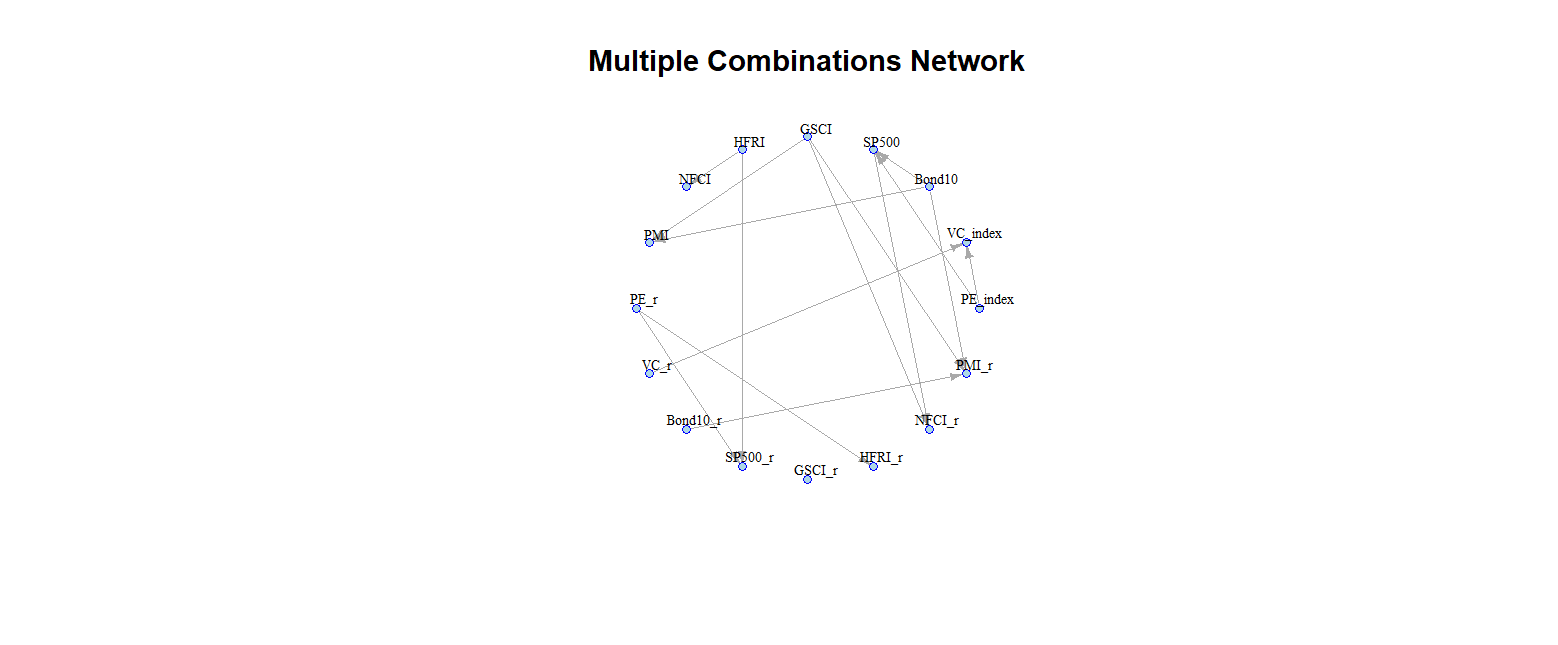 Multiple Combinations Network
GSCI
HFRI
SP500
NFCI
Bond10
PMI
VC_index
PE_r
PE_index
VC_r
PMI_r
Bond10_r
NFCI_r
SP500_r
HFRI_r
GSCI_r